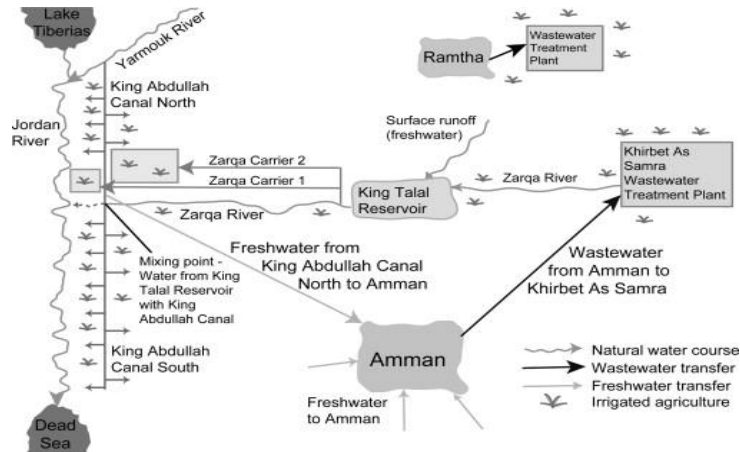 Lake
Tiberias
Yarmouk River
King Abdullah
Canal North
Jordan
River
Ramtha
Wastewater
Treatment
Plant
Surface runoff
(freshwater)
Zarqa Carrier 2
Zarqa Carrier 1
King Talal
Reservoir
Zarqa River
Khirbet As
Samra
Wastewater
Treatment Plant
Zarqa River
Mixing point -
Water from King
Talal Reservoir
with King
Abdullah Canal
Freshwater from
King Abdullah Canal
North to Amman
Wastewater
from Amman to
Khirbet As Samra
King Abdullah
Canal South
Amman
Freshwater
to Amman
Dead
Sea
Natural water course
Wastewater transfer
Freshwater transfer
Irrigated agriculture